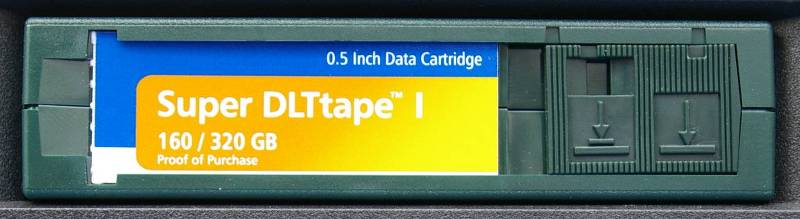 0.5 Inch Data Cartridge
Super DLTtape™ I
160 / 320 GB
Proof of Purchase